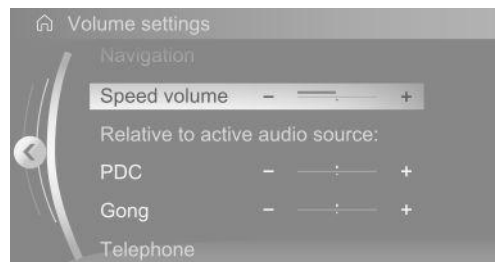 Volume settings
Navigation
Speed volume - +
Relative to active audio source:
PDC - +
Gong - +
Telephone